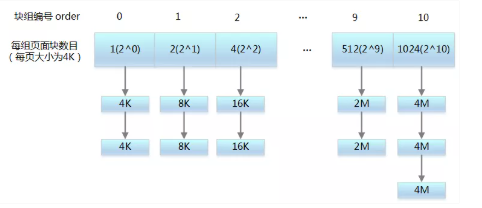 块组编号 order 0 1 2 ... 9 10
每组页面块数目
（每页大小为4K） 1(2^0) 2(2^1) 4(2^2) ... 512(2^9) 1024(2^10)
4K 8K 16K 2M 4M
4K 8K 16K 2M 4M
4M